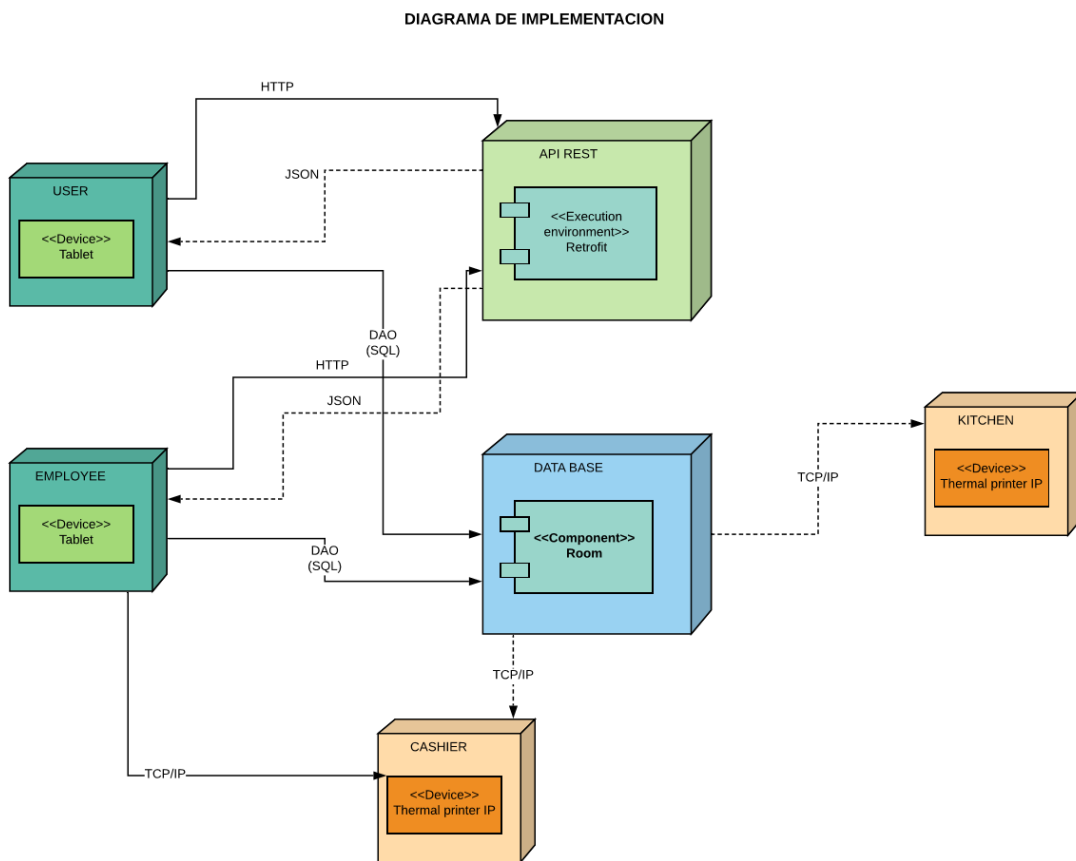 DIAGRAMA DE IMPLEMENTACION
HTTP
API REST
JSON
USER
<<Device>>
Tablet
<<Execution
environment>>
Retrofit
DAO
(SQL)
HTTP
JSON
KITCHEN
<<Device>>
Thermal printer IP
EMPLOYEE
<<Device>>
Tablet
DATA BASE
<<Component>>
Room
TCP/IP
DAO
(SQL)
TCP/IP
CASHIER
<<Device>>
Thermal printer IP
TCP/IP